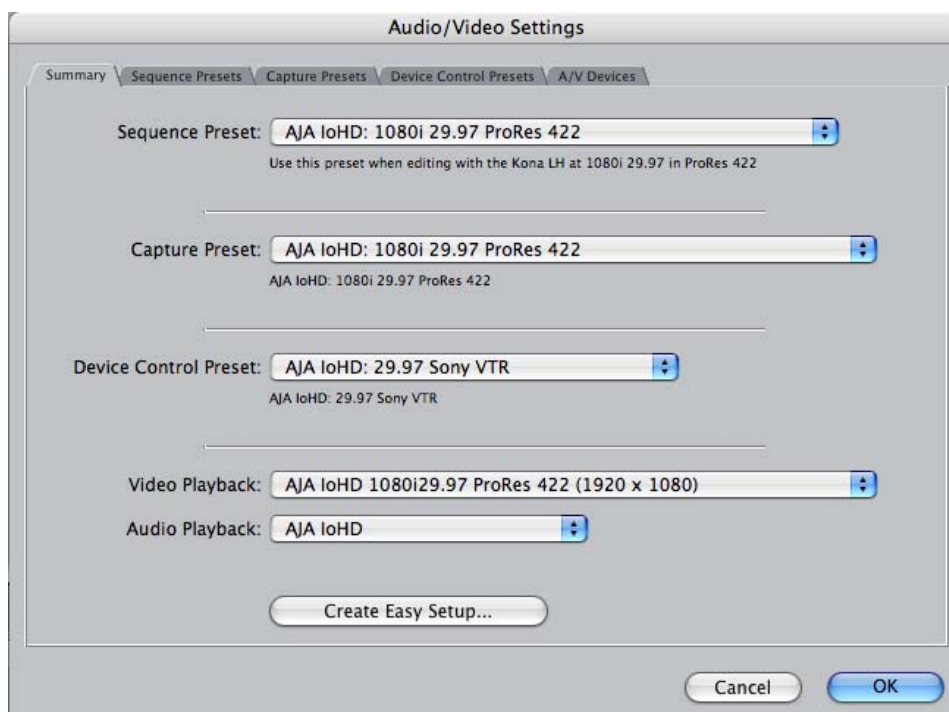 Audio/Video Settings
Summary Sequence Presets Capture Presets Device Control Presets A/V Devices
Sequence Preset: AJA IoHD: 1080i 29.97 ProRes 422
Use this preset when editing with the Kona LH at 1080i 29.97 in ProRes 422
Capture Preset: AJA IoHD: 1080i 29.97 ProRes 422
AJA IoHD: 1080i 29.97 ProRes 422
Device Control Preset: AJA IoHD: 29.97 Sony VTR
AJA IoHD: 29.97 Sony VTR
Video Playback: AJA IoHD 1080i29.97 ProRes 422 (1920 x 1080)
Audio Playback: AJA IoHD
Create Easy Setup...
Cancel OK